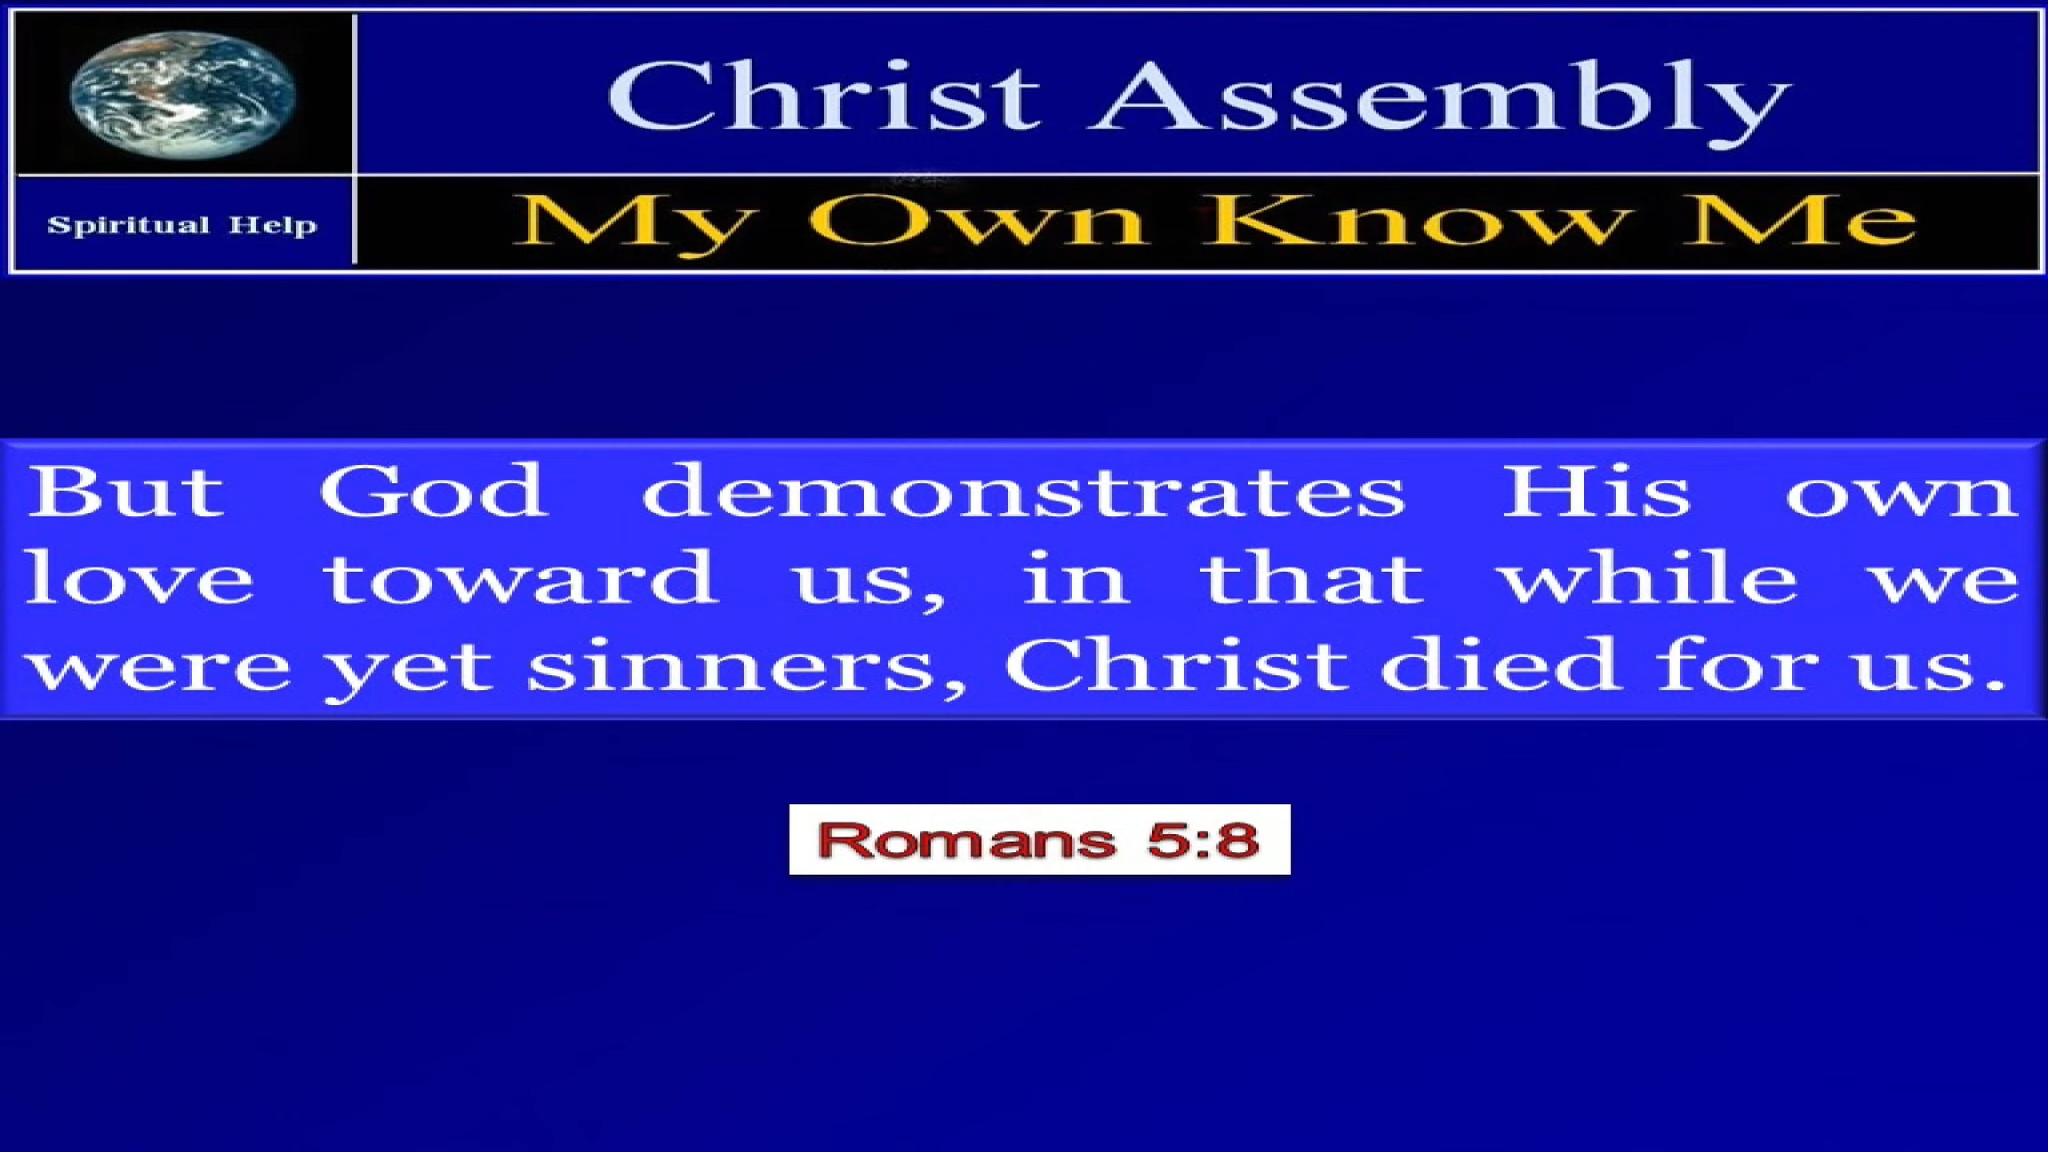 Christ Assembly
Spiritual Help
My Own Know Me
But God demonstrates His own
love toward us, in that while we
were yet sinners, Christ died for us.
Romans 5:8